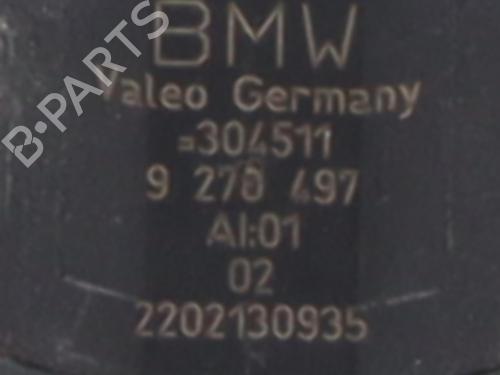 BMW
Valeo Germany
=304511
9 270 497
AI:01
02
2202130935
B-PARTS